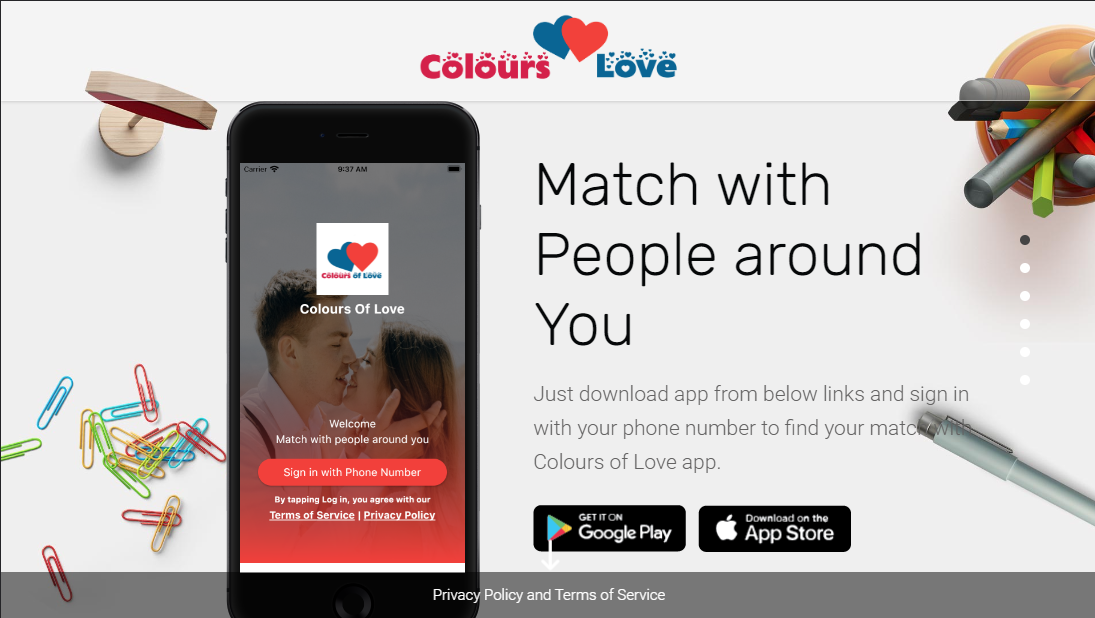 Colours Love
Carrier 9:37 AM
Colours of Love
Colours Of Love
Welcome
Match with people around you
Sign in with Phone Number
By tapping Log in, you agree with our
Terms of Service | Privacy Policy
Match with
People around
You
Just download app from below links and sign in
with your phone number to find your match with
Colours of Love app.
GET IT ON
Google Play
Download on the
App Store
Privacy Policy and Terms of Service